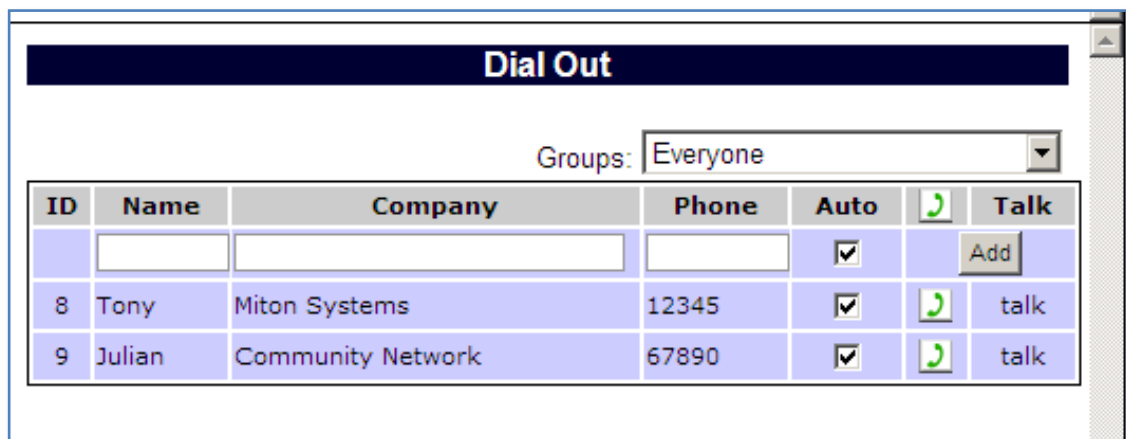 Dial Out
Groups: Everyone
ID Name Company Phone Auto Talk
Add
8 Tony Miton Systems 12345 talk
9 Julian Community Network 67890 talk